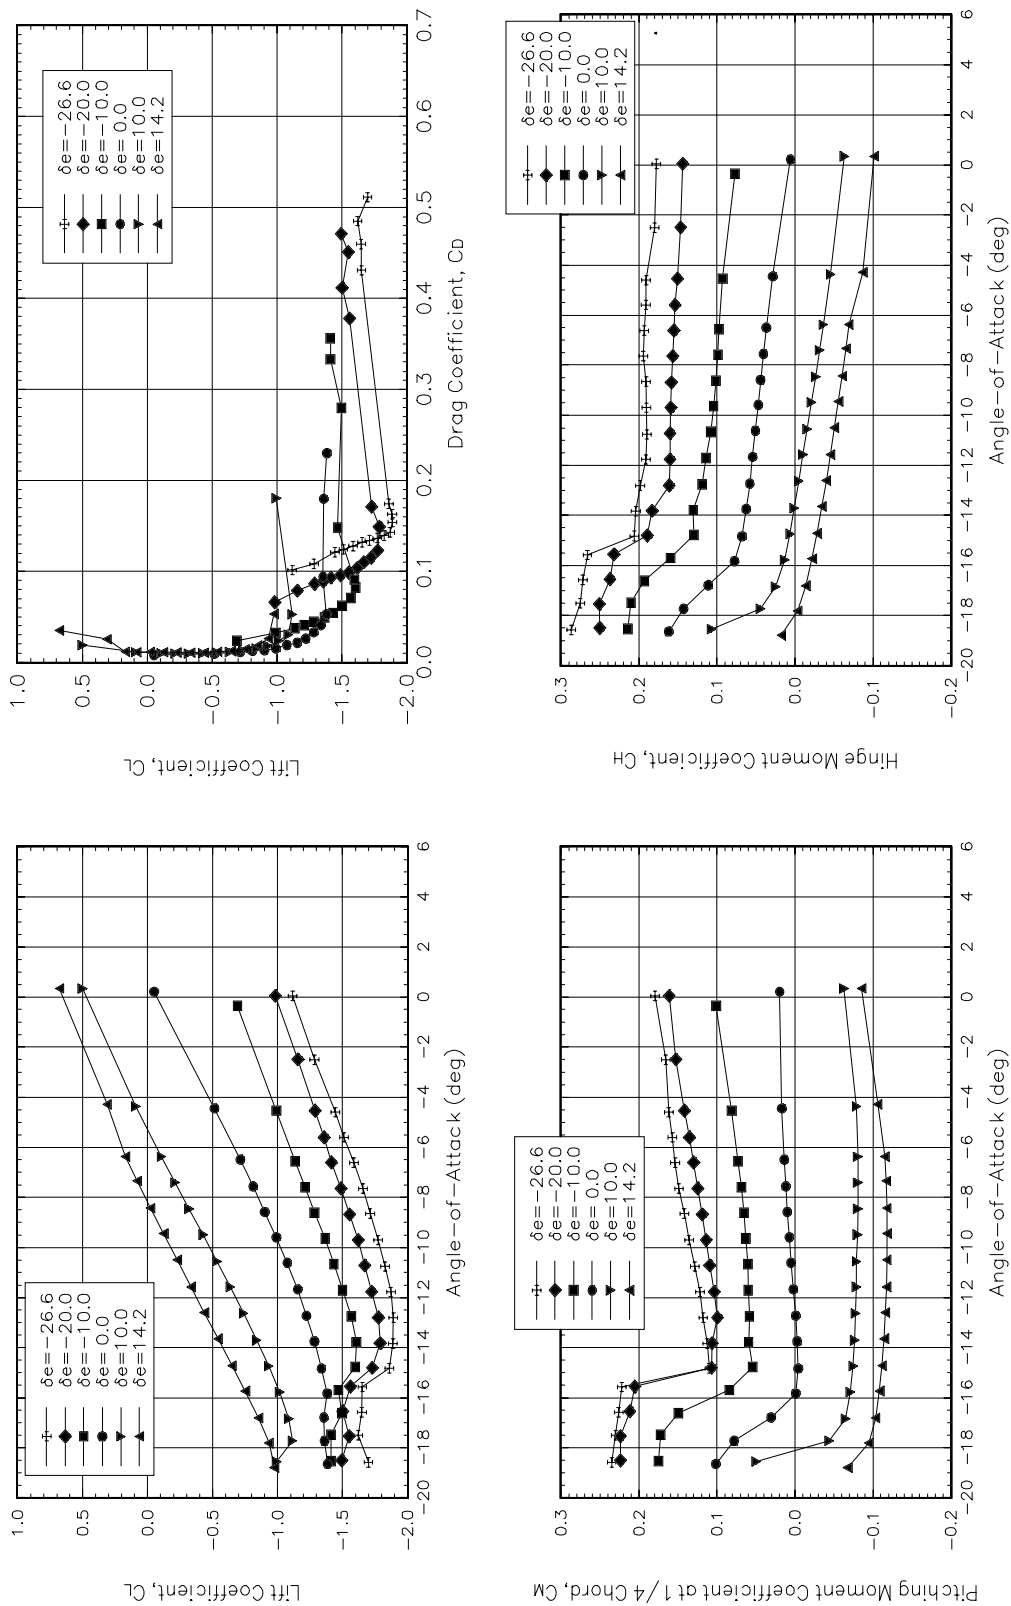 1.0
0.5
0.0
−0.5
−1.0
−1.5
−2.0
Lift Coefficient, CL
−20
−18
−16
−14
−12
−10
−8
−6
−4
−2
0
2
4
6
Angle−of−Attack (deg)
δe=−26.6
δe=−20.0
δe=−10.0
δe= 0.0
δe=10.0
δe=14.2
1.0
0.5
0.0
−0.5
−1.0
−1.5
−2.0
Lift Coefficient, CL
0.0
0.1
0.2
0.3
0.4
0.5
0.6
0.7
Drag Coefficient, CD
δe=−26.6
δe=−20.0
δe=−10.0
δe= 0.0
δe=10.0
δe=14.2
0.3
0.2
0.1
0.0
−0.1
−0.2
Pitching Moment Coefficient at 1/4 Chord, CM
−20
−18
−16
−14
−12
−10
−8
−6
−4
−2
0
2
4
6
Angle−of−Attack (deg)
δe=−26.6
δe=−20.0
δe=−10.0
δe= 0.0
δe=10.0
δe=14.2
0.3
0.2
0.1
0.0
−0.1
−0.2
Hinge Moment Coefficient, CH
−20
−18
−16
−14
−12
−10
−8
−6
−4
−2
0
2
4
6
Angle−of−Attack (deg)
δe=−26.6
δe=−20.0
δe=−10.0
δe= 0.0
δe=10.0
δe=14.2